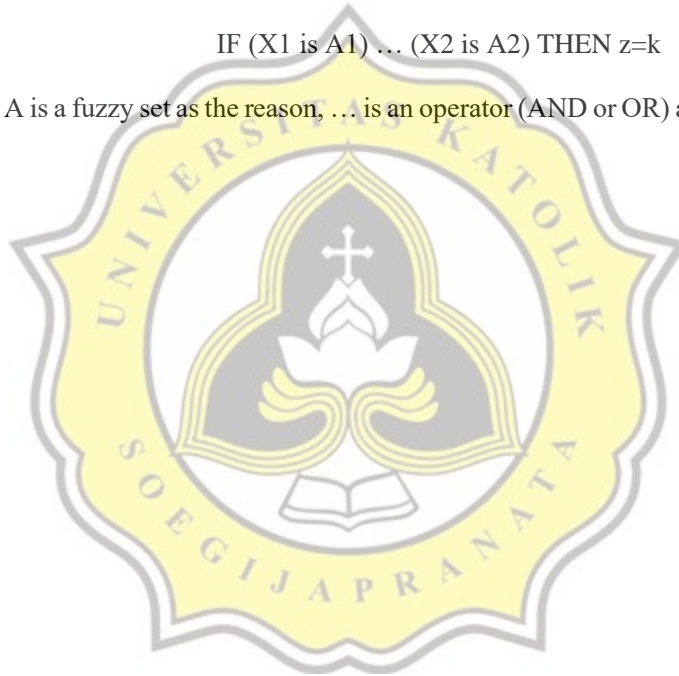 IF (X1 is A1) … (X2 is A2) THEN z=k
A is a fuzzy set as the reason, … is an operator (AND or OR)
UNIVERSITAS KATOLIK
SOEGIJAPRANATA